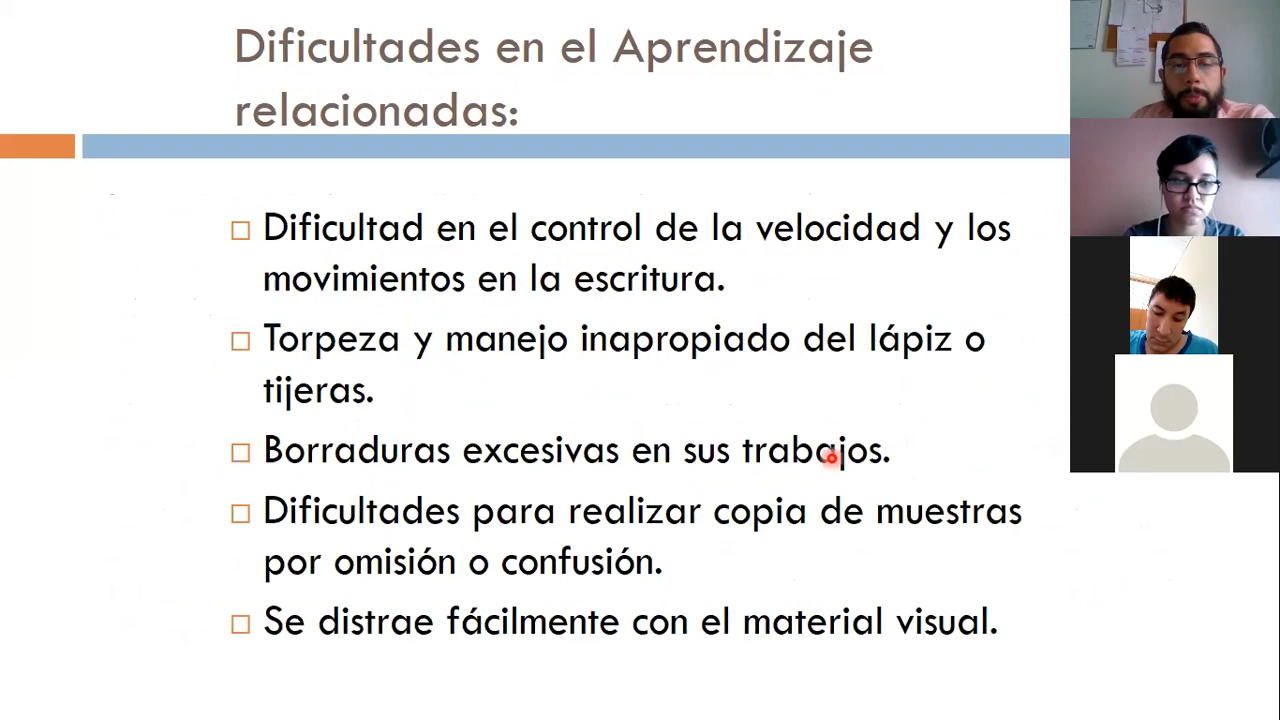 Dificultades en el Aprendizaje
relacionadas:
Dificultad en el control de la velocidad y los
movimientos en la escritura.
Torpeza y manejo inapropiado del lápiz o
tijeras.
Borraduras excesivas en sus trabajos.
Dificultades para realizar copia de muestras
por omisión o confusión.
Se distrae fácilmente con el material visual.